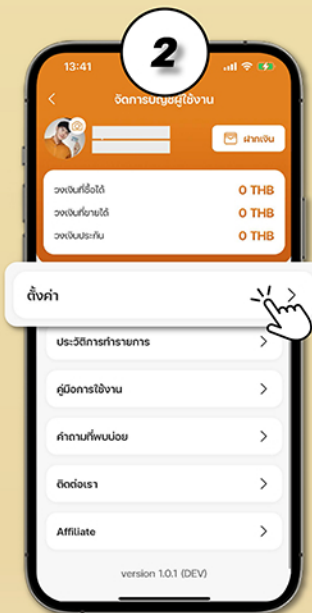 2
13:41
จัดการบัญชีผู้ใช้งาน
ฝากเงิน
วงเงินที่ซื้อได้ 0 THB
วงเงินที่ขายได้ 0 THB
วงเงินประกัน 0 THB
ตั้งค่า
ประวัติการทำรายการ
คู่มือการใช้งาน
คำถามที่พบบ่อย
ติดต่อเรา
Affiliate
version 1.0.1 (DEV)